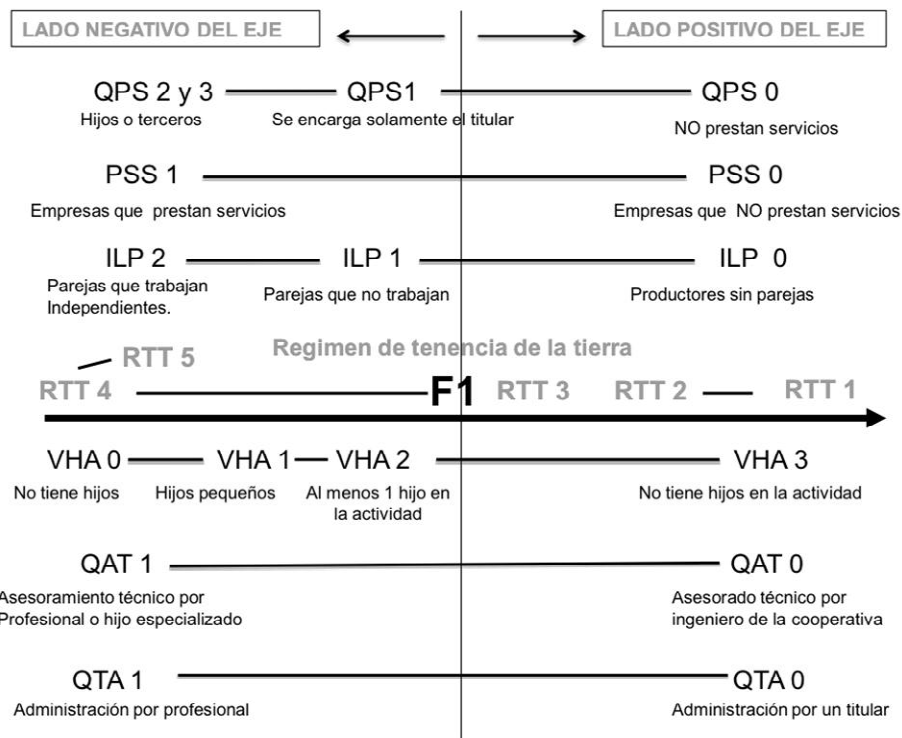 LADO NEGATIVO DEL EJE
LADO POSITIVO DEL EJE
QPS 2 y 3
QPS1
QPS 0
Hijos o terceros
Se encarga solamente el titular
NO prestan servicios
PSS 1
PSS 0
Empresas que prestan servicios
Empresas que NO prestan servicios
ILP 2
ILP 1
ILP 0
Parejas que trabajan
Independientes.
Parejas que no trabajan
Productores sin parejas
RTT 5
Regimen de tenencia de la tierra
RTT 4
F1
RTT 3
RTT 2
RTT 1
VHA 0
VHA 1
VHA 2
VHA 3
No tiene hijos
Hijos pequeños
Al menos 1 hijo en
la actividad
No tiene hijos en la actividad
QAT 1
QAT 0
Asesoramiento técnico por
Profesional o hijo especializado
Asesorado técnico por
ingeniero de la cooperativa
QTA 1
QTA 0
Administración por profesional
Administración por un titular